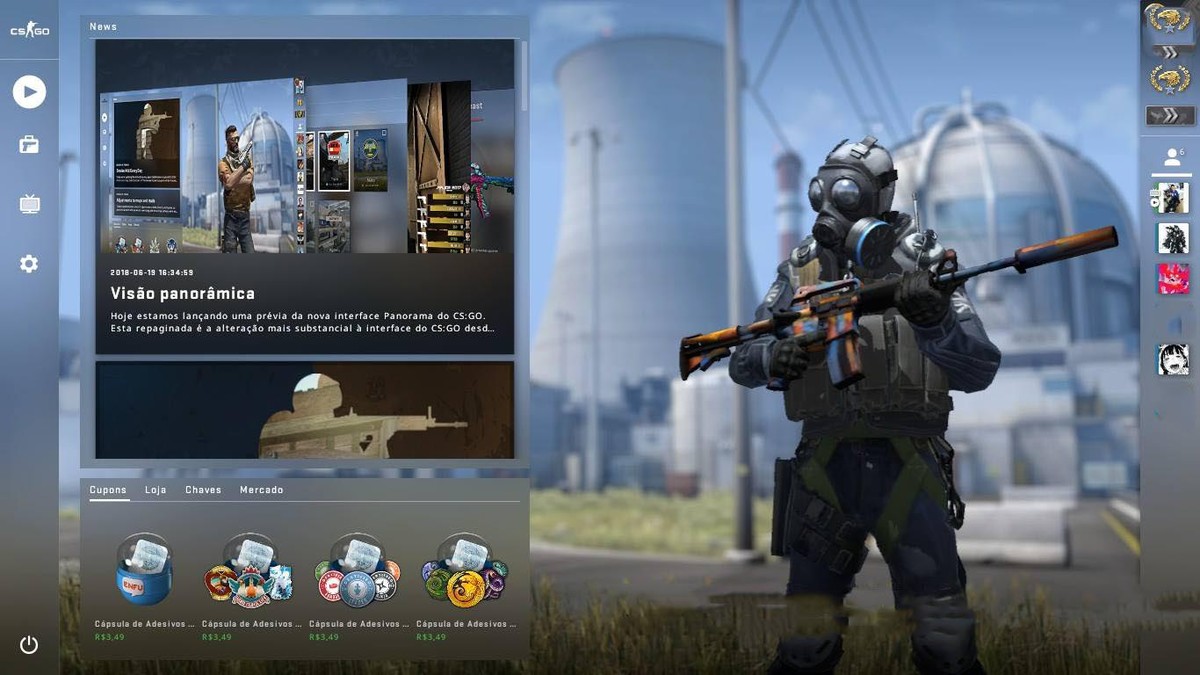 CS:GO
News
2018-06-19 16:34:59
Visão panorâmica
Hoje estamos lançando uma prévia da nova interface Panorama do CS:GO.
Esta repaginada é a alteração mais substancial à interface do CS:GO desd...
6
Cupons Loja Chaves Mercado
ENFU
Cápsula de Adesivos ... Cápsula de Adesivos ... Cápsula de Adesivos ... Cápsula de Adesivos ...
R$3,49 R$3,49 R$3,49 R$3,49